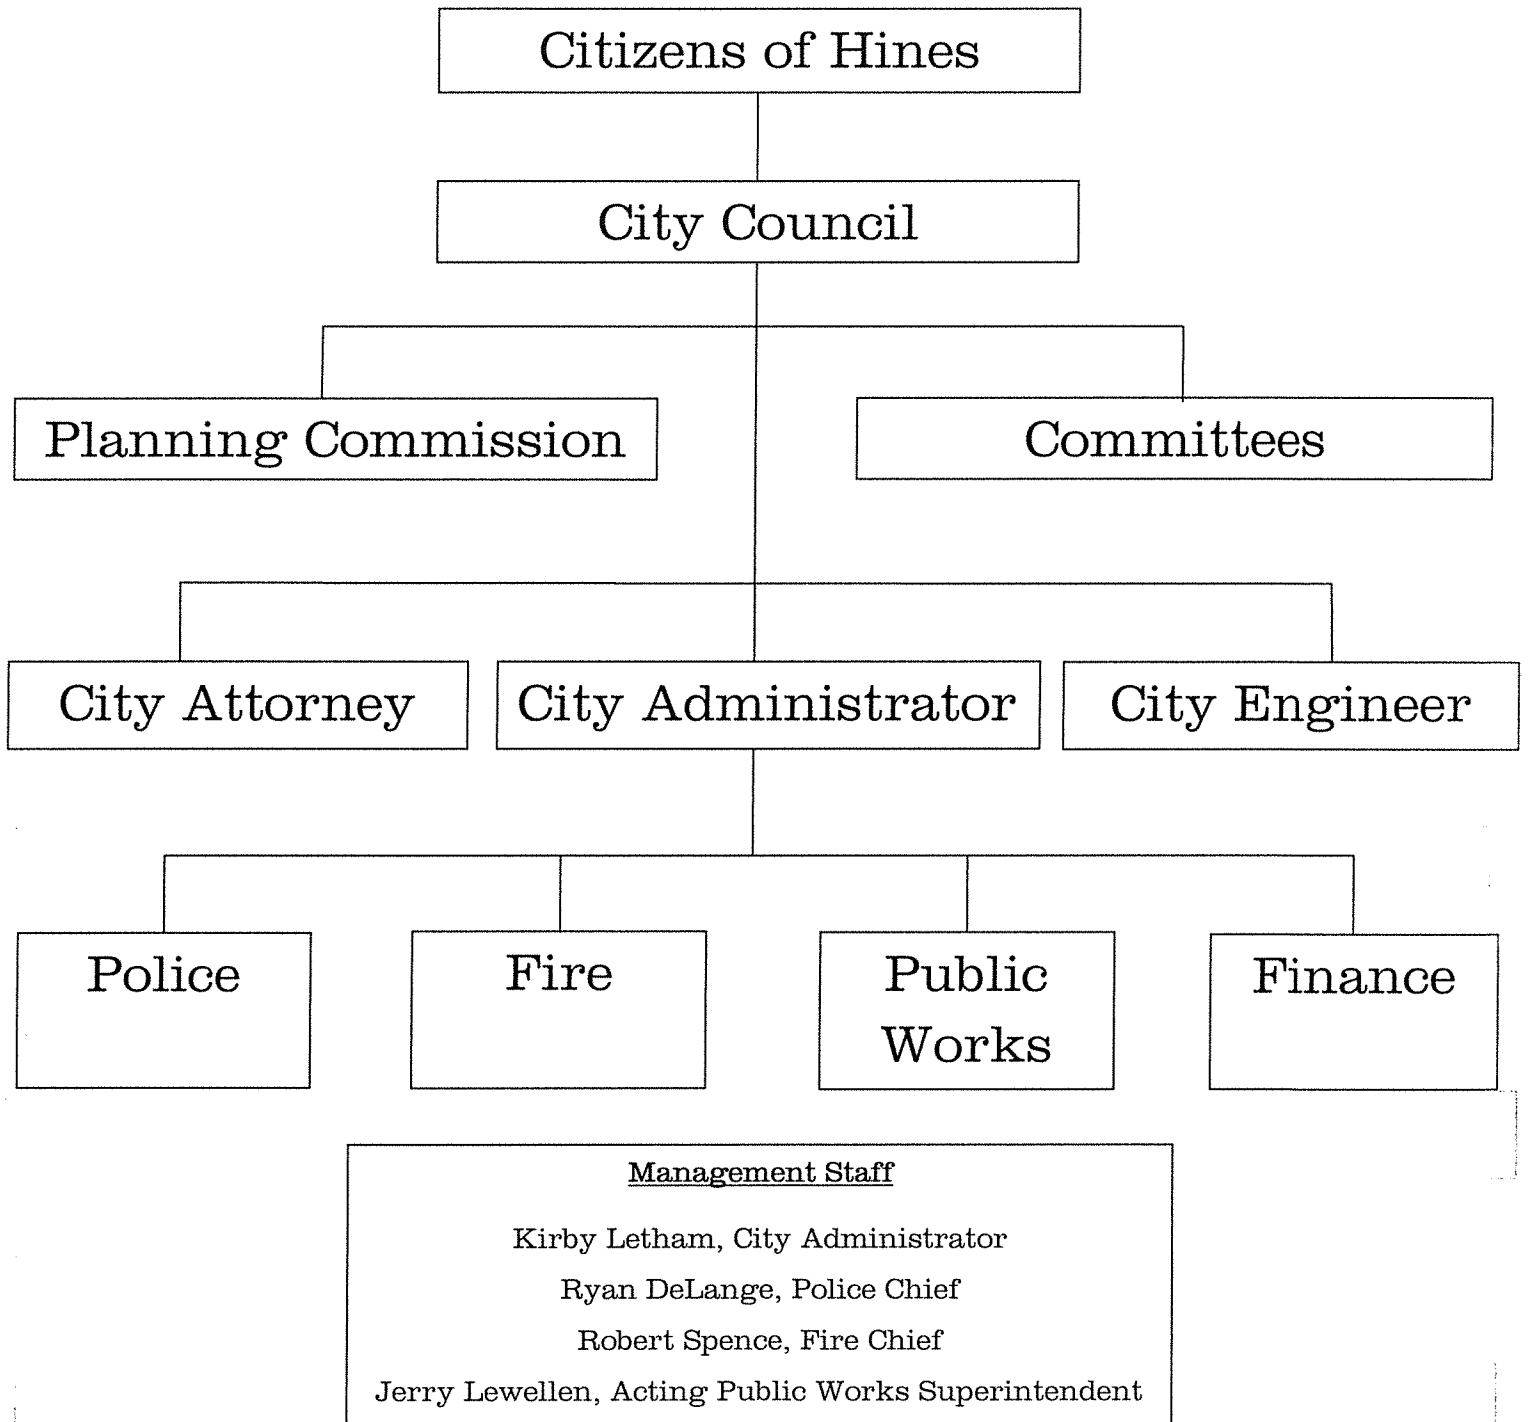 Citizens of Hines
City Council
Planning Commission
Committees
City Attorney
City Administrator
City Engineer
Police
Fire
Public
Works
Finance
Management Staff
Kirby Letham, City Administrator
Ryan DeLange, Police Chief
Robert Spence, Fire Chief
Jerry Lewellen, Acting Public Works Superintendent